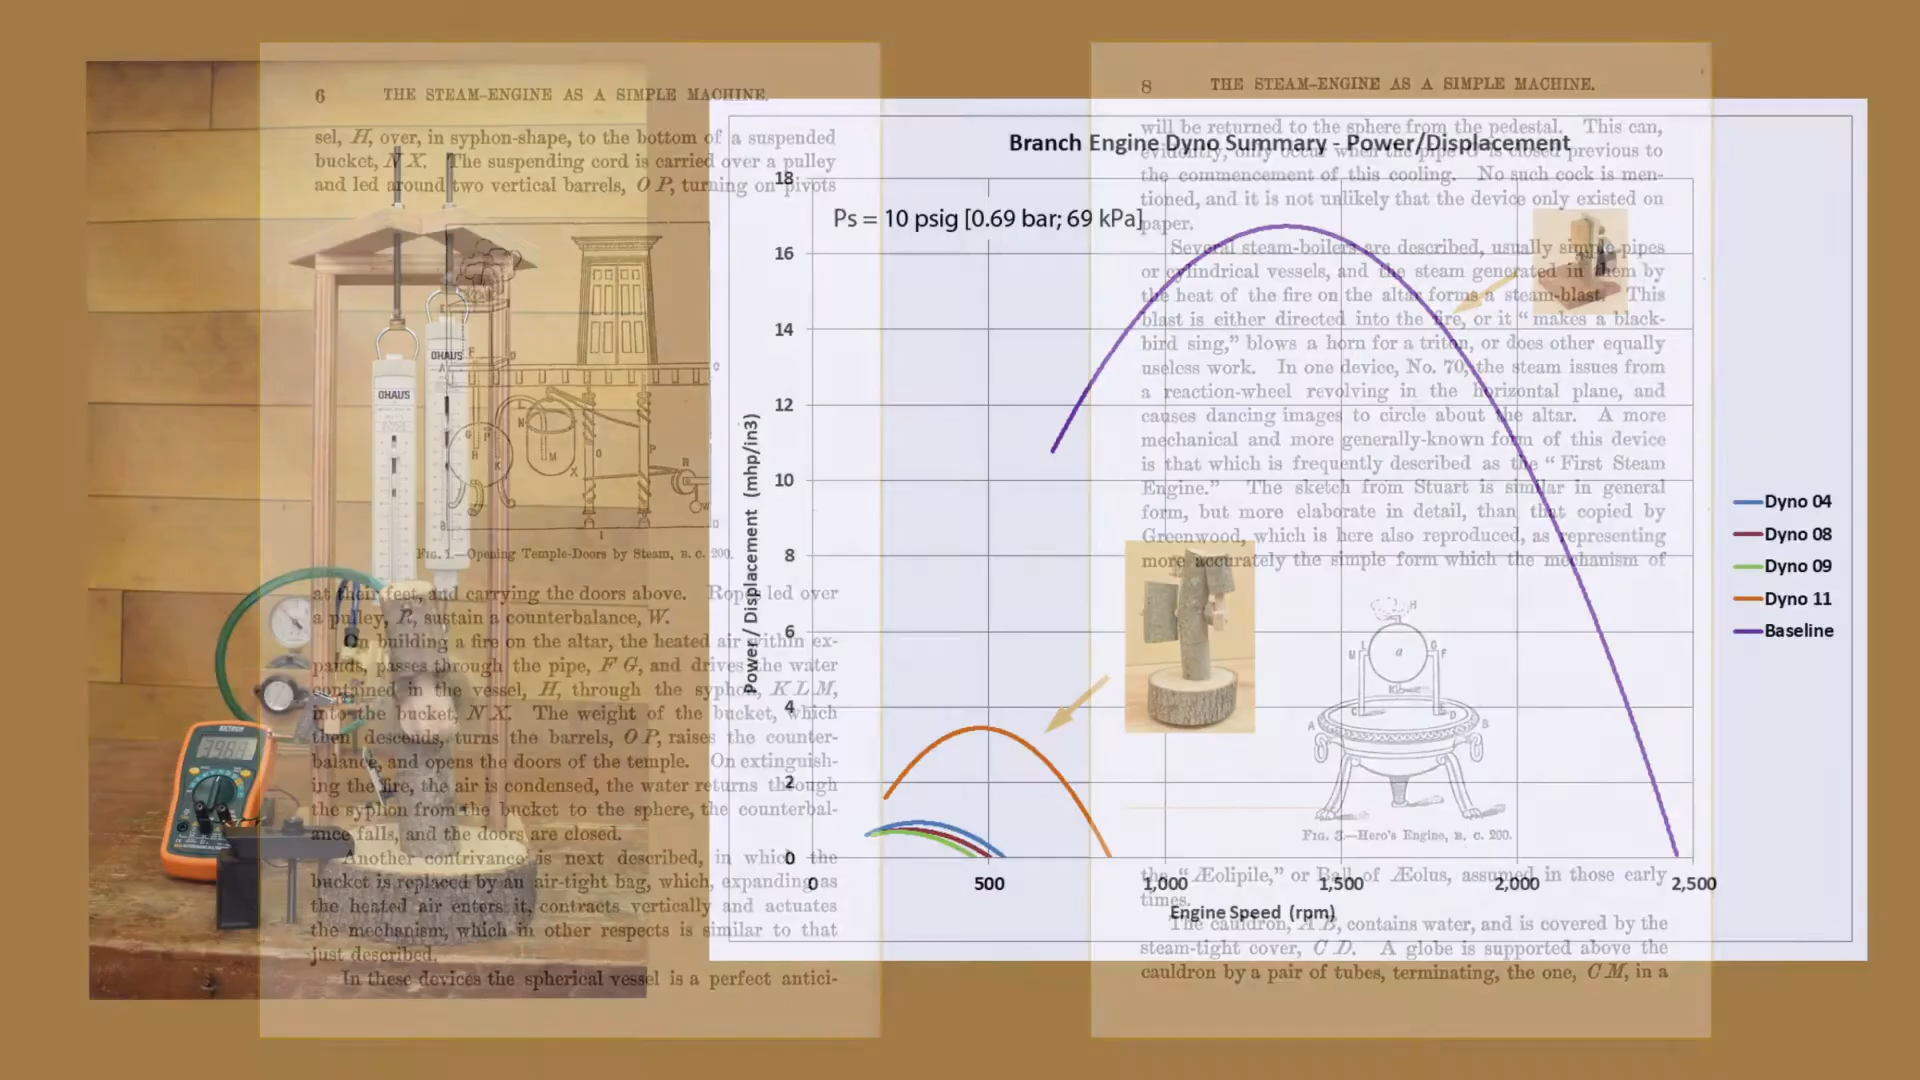 6 THE STEAM-ENGINE AS A SIMPLE MACHINE.
sel, H, over, in syphon-shape, to the bottom of a suspended
bucket, N X. The suspending cord is carried over a pulley
and led around two vertical barrels, O P, turning on pivots
OHAUS
OHAUS
FIG. 1.—Opening Temple-Doors by Steam, B. C. 200.
at their feet, and carrying the doors above. Ropes led over
a pulley, R, sustain a counterbalance, W.
On building a fire on the altar, the heated air within ex-
pands, passes through the pipe, F G, and drives the water
contained in the vessel, H, through the syphon, K L M,
into the bucket, N X. The weight of the bucket, which
then descends, turns the barrels, O P, raises the counter-
balance, and opens the doors of the temple. On extinguish-
ing the fire, the air is condensed, the water returns through
the syphon from the bucket to the sphere, the counterbal-
ance falls, and the doors are closed.
Another contrivance is next described, in which the
bucket is replaced by an air-tight bag, which, expanding as
the heated air enters it, contracts vertically and actuates
the mechanism, which in other respects is similar to that
just described.
In these devices the spherical vessel is a perfect antici-
Branch Engine Dyno Summary - Power/Displacement
Ps = 10 psig [0.69 bar; 69 kPa]
Power / Displacement (mhp/in3)
18
16
14
12
10
8
6
4
2
0
0 500 1,000 1,500 2,000 2,500
Engine Speed (rpm)
Dyno 04
Dyno 08
Dyno 09
Dyno 11
Baseline
8 THE STEAM-ENGINE AS A SIMPLE MACHINE.
will be returned to the sphere from the pedestal. This can,
evidently, only occur when the pipe G is closed previous to
the commencement of this cooling. No such cock is men-
tioned, and it is not unlikely that the device only existed on
paper.
Several steam-boilers are described, usually simple pipes
or cylindrical vessels, and the steam generated in them by
the heat of the fire on the altar forms a steam-blast. This
blast is either directed into the fire, or it “makes a black-
bird sing,” blows a horn for a triton, or does other equally
useless work. In one device, No. 70, the steam issues from
a reaction-wheel revolving in the horizontal plane, and
causes dancing images to circle about the altar. A more
mechanical and more generally-known form of this device
is that which is frequently described as the “First Steam
Engine.” The sketch from Stuart is similar in general
form, but more elaborate in detail, than that copied by
Greenwood, which is here also reproduced, as representing
more accurately the simple form which the mechanism of
FIG. 3.—Hero's Engine, B. C. 200.
the “Æolipile,” or Ball of Æolus, assumed in those early
times.
The cauldron, A B, contains water, and is covered by the
steam-tight cover, C D. A globe is supported above the
cauldron by a pair of tubes, terminating, the one, C M, in a